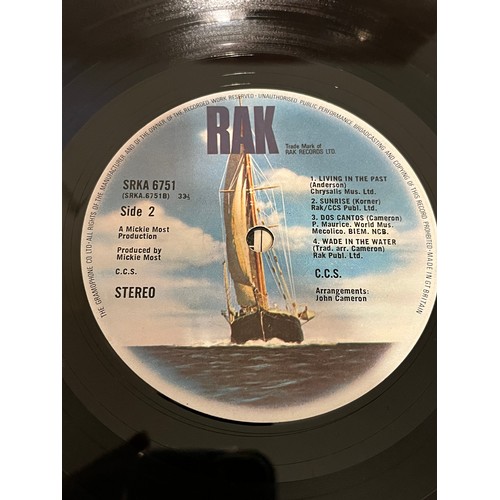 THE GRAMOPHONE CO LTD·ALL RIGHTS OF THE MANUFACTURER AND OF THE OWNER OF THE RECORDED WORK RESERVED·UNAUTHORISED PUBLIC PERFORMANCE BROADCASTING AND COPYING OF THIS RECORD PROHIBITED·MADE IN GT BRITAIN
RAK
Trade Mark of
RAK RECORDS LTD.
SRKA 6751
(SRKA.6751B) 33⅓
Side 2
A Mickie Most
Production
Produced by
Mickie Most
C.C.S.
STEREO
1. LIVING IN THE PAST
(Anderson)
Chrysalis Mus. Ltd.
2. SUNRISE (Korner)
Rak/CCS Publ. Ltd.
3. DOS CANTOS (Cameron)
P. Maurice. World Mus.
Mecolico. BIEM. NCB.
4. WADE IN THE WATER
(Trad. arr. Cameron)
Rak Publ. Ltd.
C.C.S.
Arrangements:
John Cameron